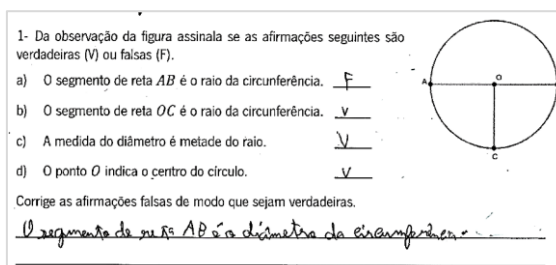 1- Da observação da figura assinala se as afirmações seguintes são
verdadeiras (V) ou falsas (F).
a) O segmento de reta AB é o raio da circunferência. F
b) O segmento de reta OC é o raio da circunferência. V
c) A medida do diâmetro é metade do raio. V
d) O ponto O indica o centro do círculo. V
A
O
C
Corrige as afirmações falsas de modo que sejam verdadeiras.
O segmento de reta AB é o diâmetro da